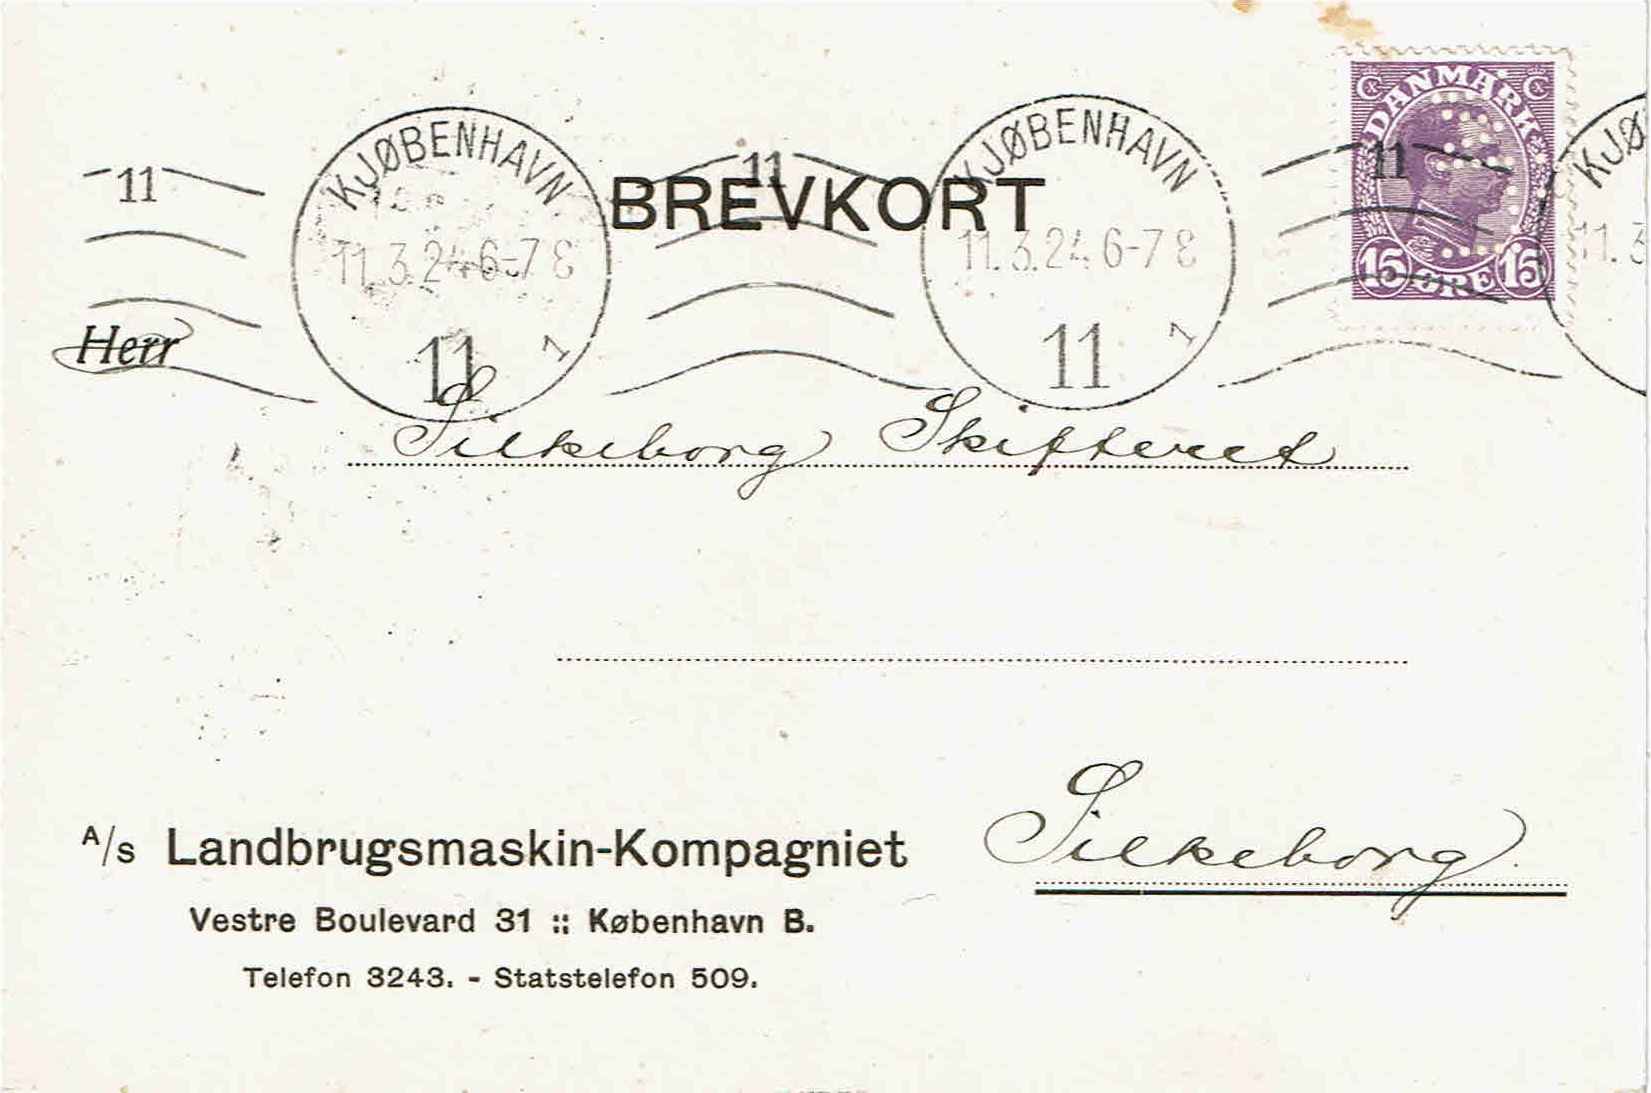 KJØBENHAVN
11.3.24. 6-7 E
11
1
11
BREVKORT
11
KJØBENHAVN
11.3.24. 6-7 E
11
1
DANMARK
11
15 ØRE 15
KJØ
11.3
Herr
Silkeborg Skifteret
Silkeborg
A/s Landbrugsmaskin-Kompagniet
Vestre Boulevard 31 :: København B.
Telefon 3243. - Statstelefon 509.